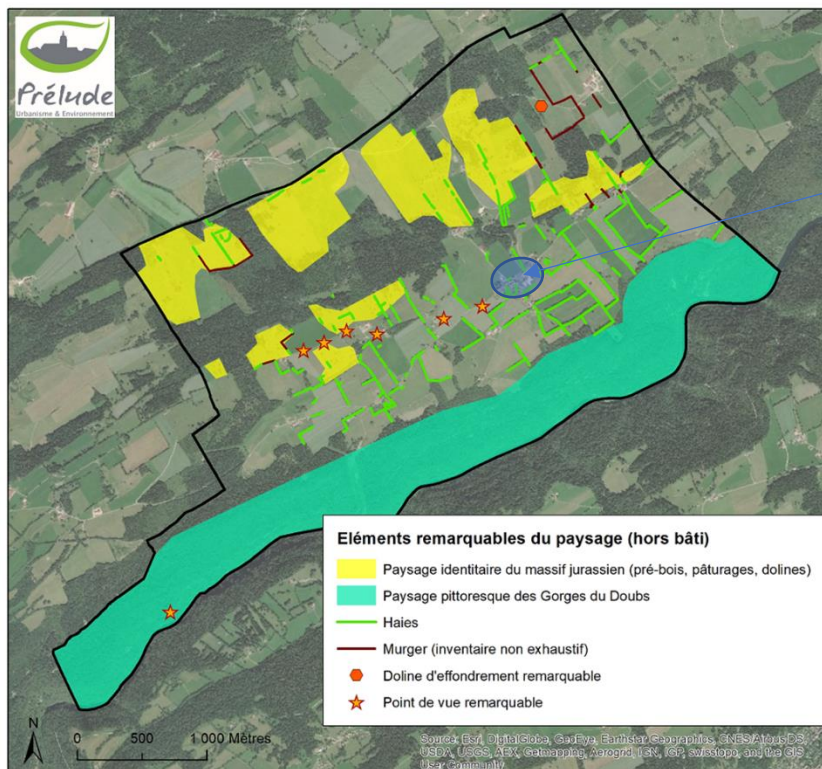 Prélude
Urbanisme & Environnement
Eléments remarquables du paysage (hors bâti)
Paysage identitaire du massif jurassien (pré-bois, pâturages, dolines)
Paysage pittoresque des Gorges du Doubs
Haies
Murger (inventaire non exhaustif)
Doline d'effondrement remarquable
Point de vue remarquable
N
0 500 1 000 Mètres
Source: Esri, DigitalGlobe, GeoEye, Earthstar Geographics, CNES/Airbus DS,
USDA, USGS, AEX, Getmapping, Aerogrid, IGN, IGP, swisstopo, and the GIS
User Community